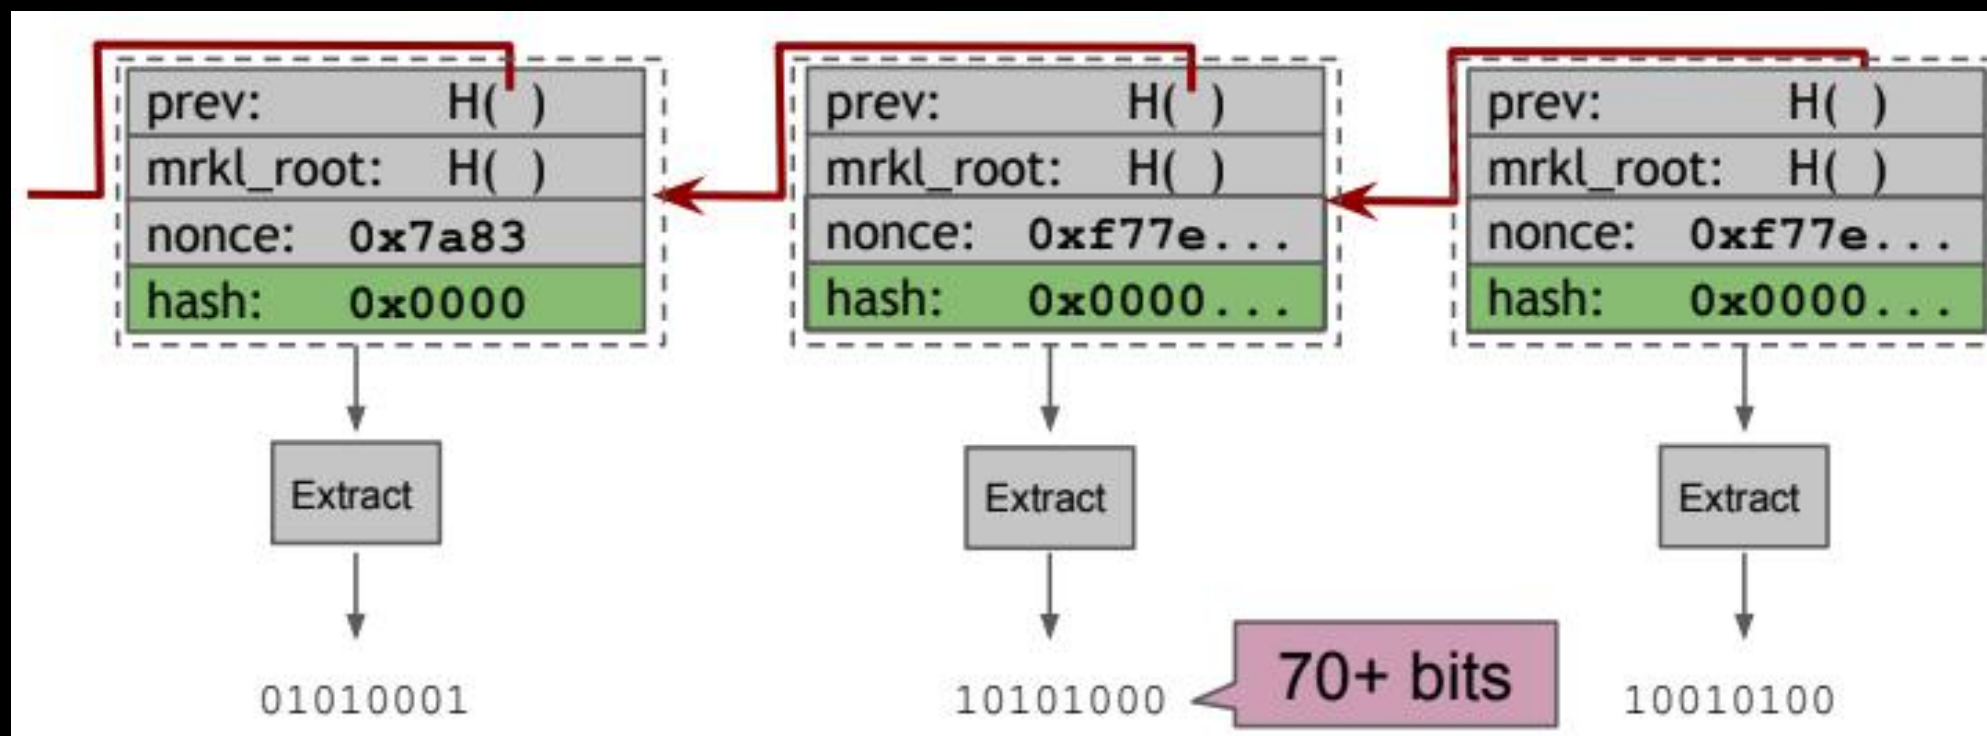 prev: H( )
mrkl_root: H( )
nonce: 0x7a83
hash: 0x0000
Extract
01010001
prev: H( )
mrkl_root: H( )
nonce: 0xf77e...
hash: 0x0000...
Extract
10101000
70+ bits
prev: H( )
mrkl_root: H( )
nonce: 0xf77e...
hash: 0x0000...
Extract
10010100